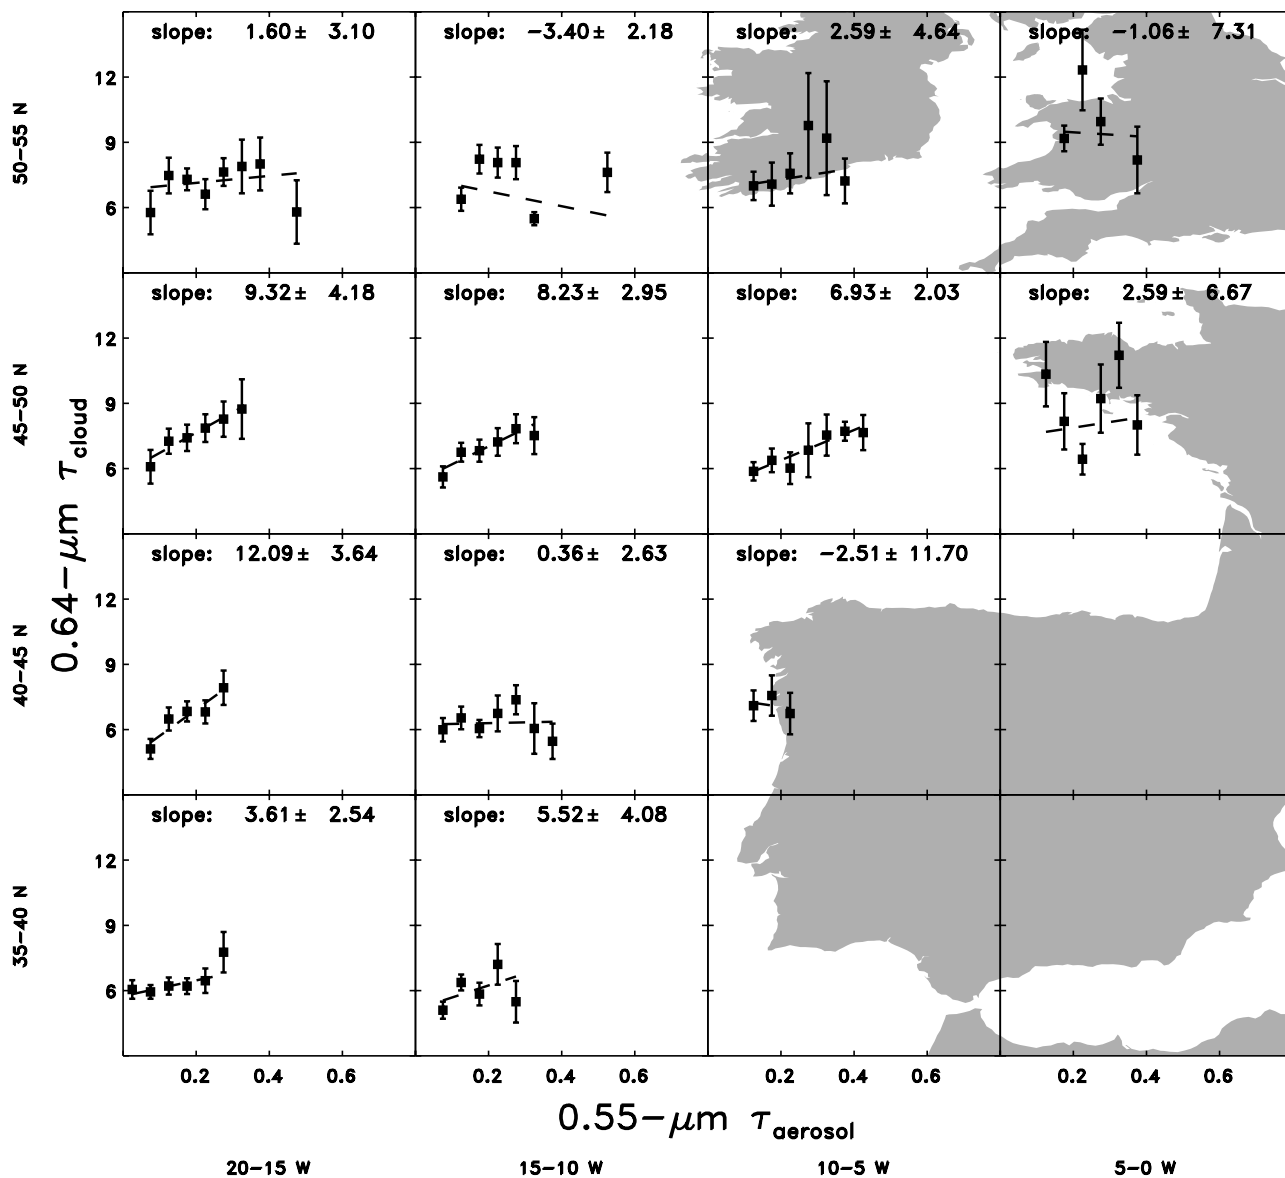 slope: 1.60± 3.10
slope: −3.40± 2.18
slope: 2.59± 4.64
slope: −1.06± 7.31
12
9
6
50−55 N
slope: 9.32± 4.18
slope: 8.23± 2.95
slope: 6.93± 2.03
slope: 2.59± 6.67
12
9
6
45−50 N
0.64−μm τcloud
slope: 12.09± 3.64
slope: 0.36± 2.63
slope: −2.51± 11.70
12
9
6
40−45 N
slope: 3.61± 2.54
slope: 5.52± 4.08
12
9
6
35−40 N
0.2 0.4 0.6 0.2 0.4 0.6 0.2 0.4 0.6 0.2 0.4 0.6
0.55−μm τaerosol
20−15 W 15−10 W 10−5 W 5−0 W